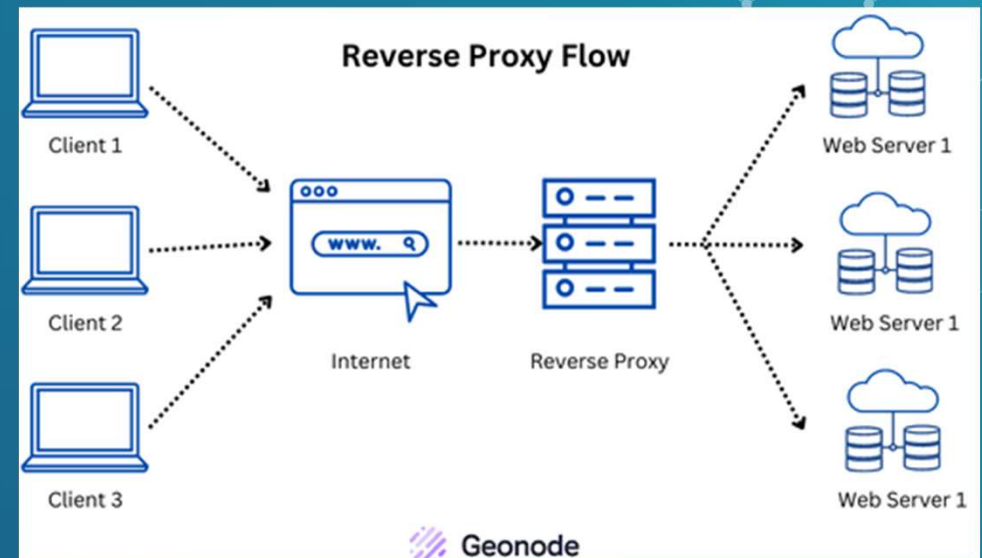 Reverse Proxy Flow
Client 1
Web Server 1
www.
Client 2
Web Server 1
Internet
Reverse Proxy
Client 3
Web Server 1
Geonode